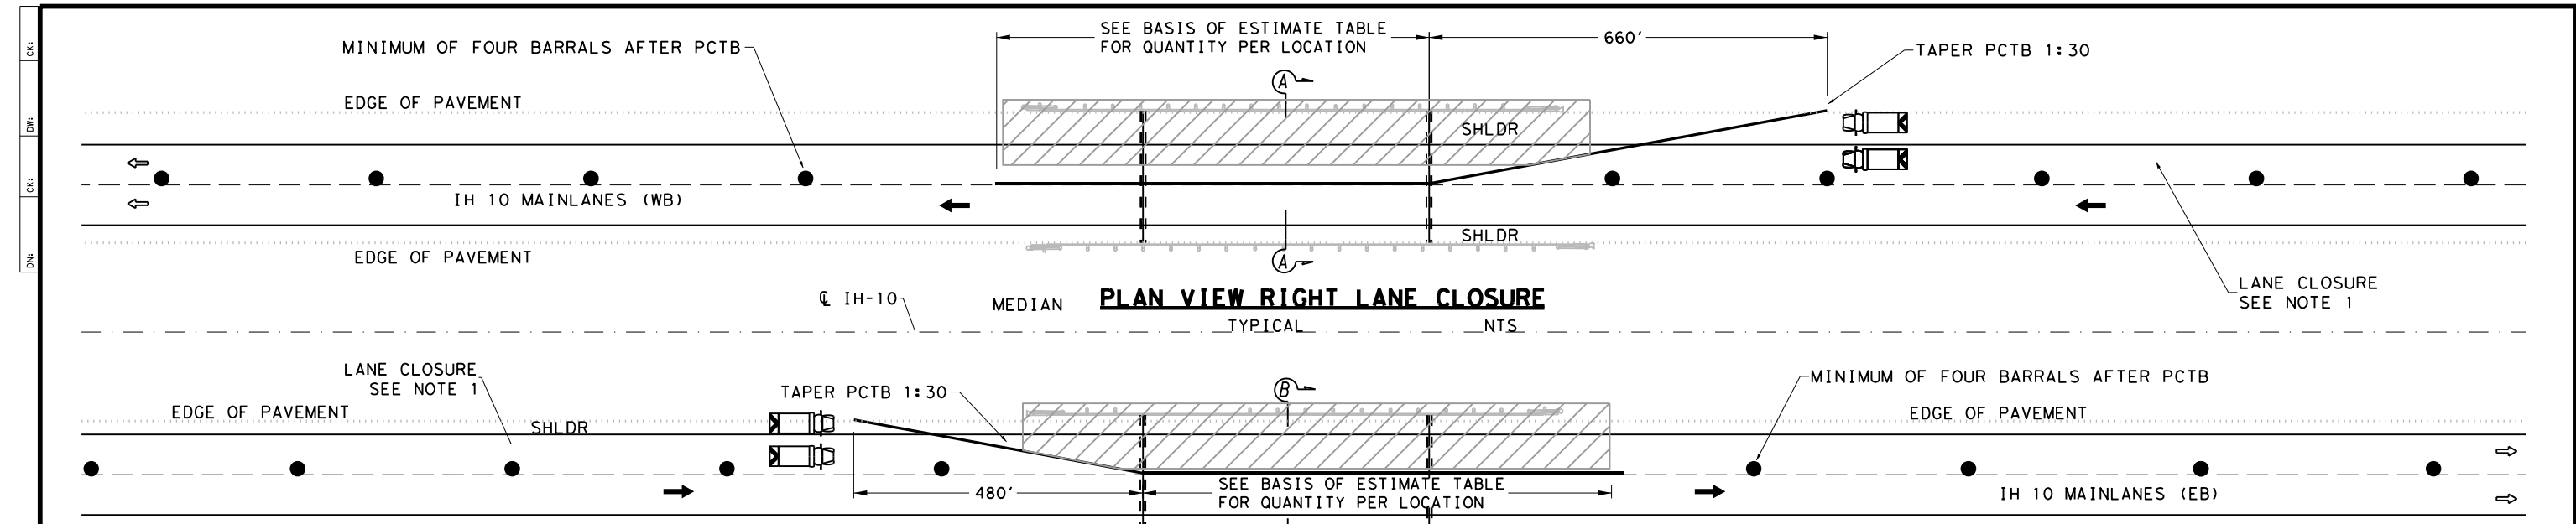 SEE BASIS OF ESTIMATE TABLE
FOR QUANTITY PER LOCATION
660'
MINIMUM OF FOUR BARRALS AFTER PCTB
TAPER PCTB 1:30
CK:
DW:
CK:
DN:
A
EDGE OF PAVEMENT
SHLDR
IH 10 MAINLANES (WB)
SHLDR
EDGE OF PAVEMENT
A
LANE CLOSURE
SEE NOTE 1
℄ IH-10
MEDIAN
PLAN VIEW RIGHT LANE CLOSURE
TYPICAL
NTS
LANE CLOSURE
SEE NOTE 1
TAPER PCTB 1:30
B
MINIMUM OF FOUR BARRALS AFTER PCTB
EDGE OF PAVEMENT
SHLDR
EDGE OF PAVEMENT
480'
SEE BASIS OF ESTIMATE TABLE
FOR QUANTITY PER LOCATION
IH 10 MAINLANES (EB)